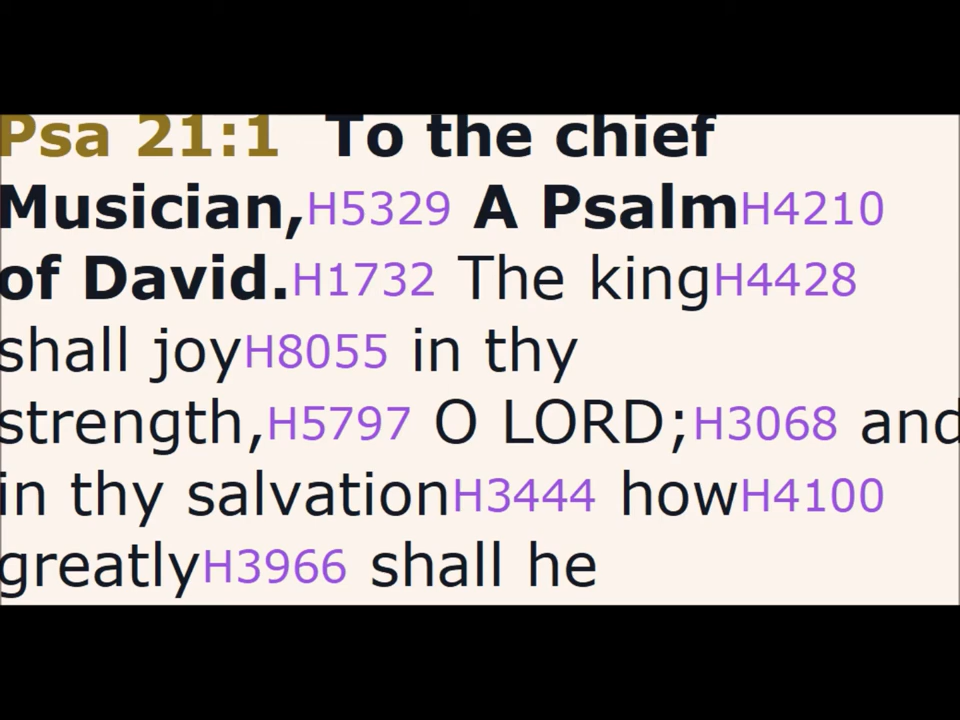 Psa 21:1 To the chief
Musician,H5329 A PsalmH4210
of David.H1732 The kingH4428
shall joyH8055 in thy
strength,H5797 O LORD;H3068 and
in thy salvationH3444 howH4100
greatlyH3966 shall he